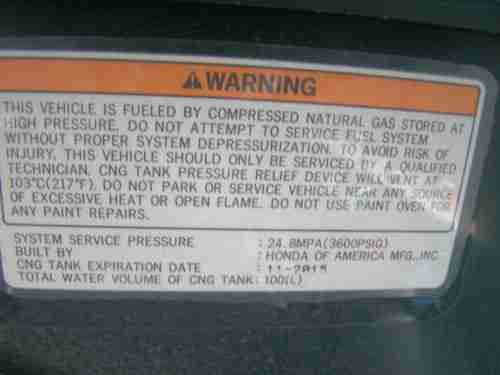 ⚠WARNING
THIS VEHICLE IS FUELED BY COMPRESSED NATURAL GAS STORED AT
HIGH PRESSURE. DO NOT ATTEMPT TO SERVICE FUEL SYSTEM
WITHOUT PROPER SYSTEM DEPRESSURIZATION. TO AVOID RISK OF
INJURY, THIS VEHICLE SHOULD ONLY BE SERVICED BY A QUALIFIED
TECHNICIAN, CNG TANK PRESSURE RELIEF DEVICE WILL VENT AT
103°C(217°F). DO NOT PARK OR SERVICE VEHICLE NEAR ANY SOURCE
OF EXCESSIVE HEAT OR OPEN FLAME. DO NOT USE PAINT OVEN FOR
ANY PAINT REPAIRS.
SYSTEM SERVICE PRESSURE : 24.8MPA(3600PSIG)
BUILT BY : HONDA OF AMERICA MFG.,INC
CNG TANK EXPIRATION DATE : 11-2015
TOTAL WATER VOLUME OF CNG TANK: 100(L)